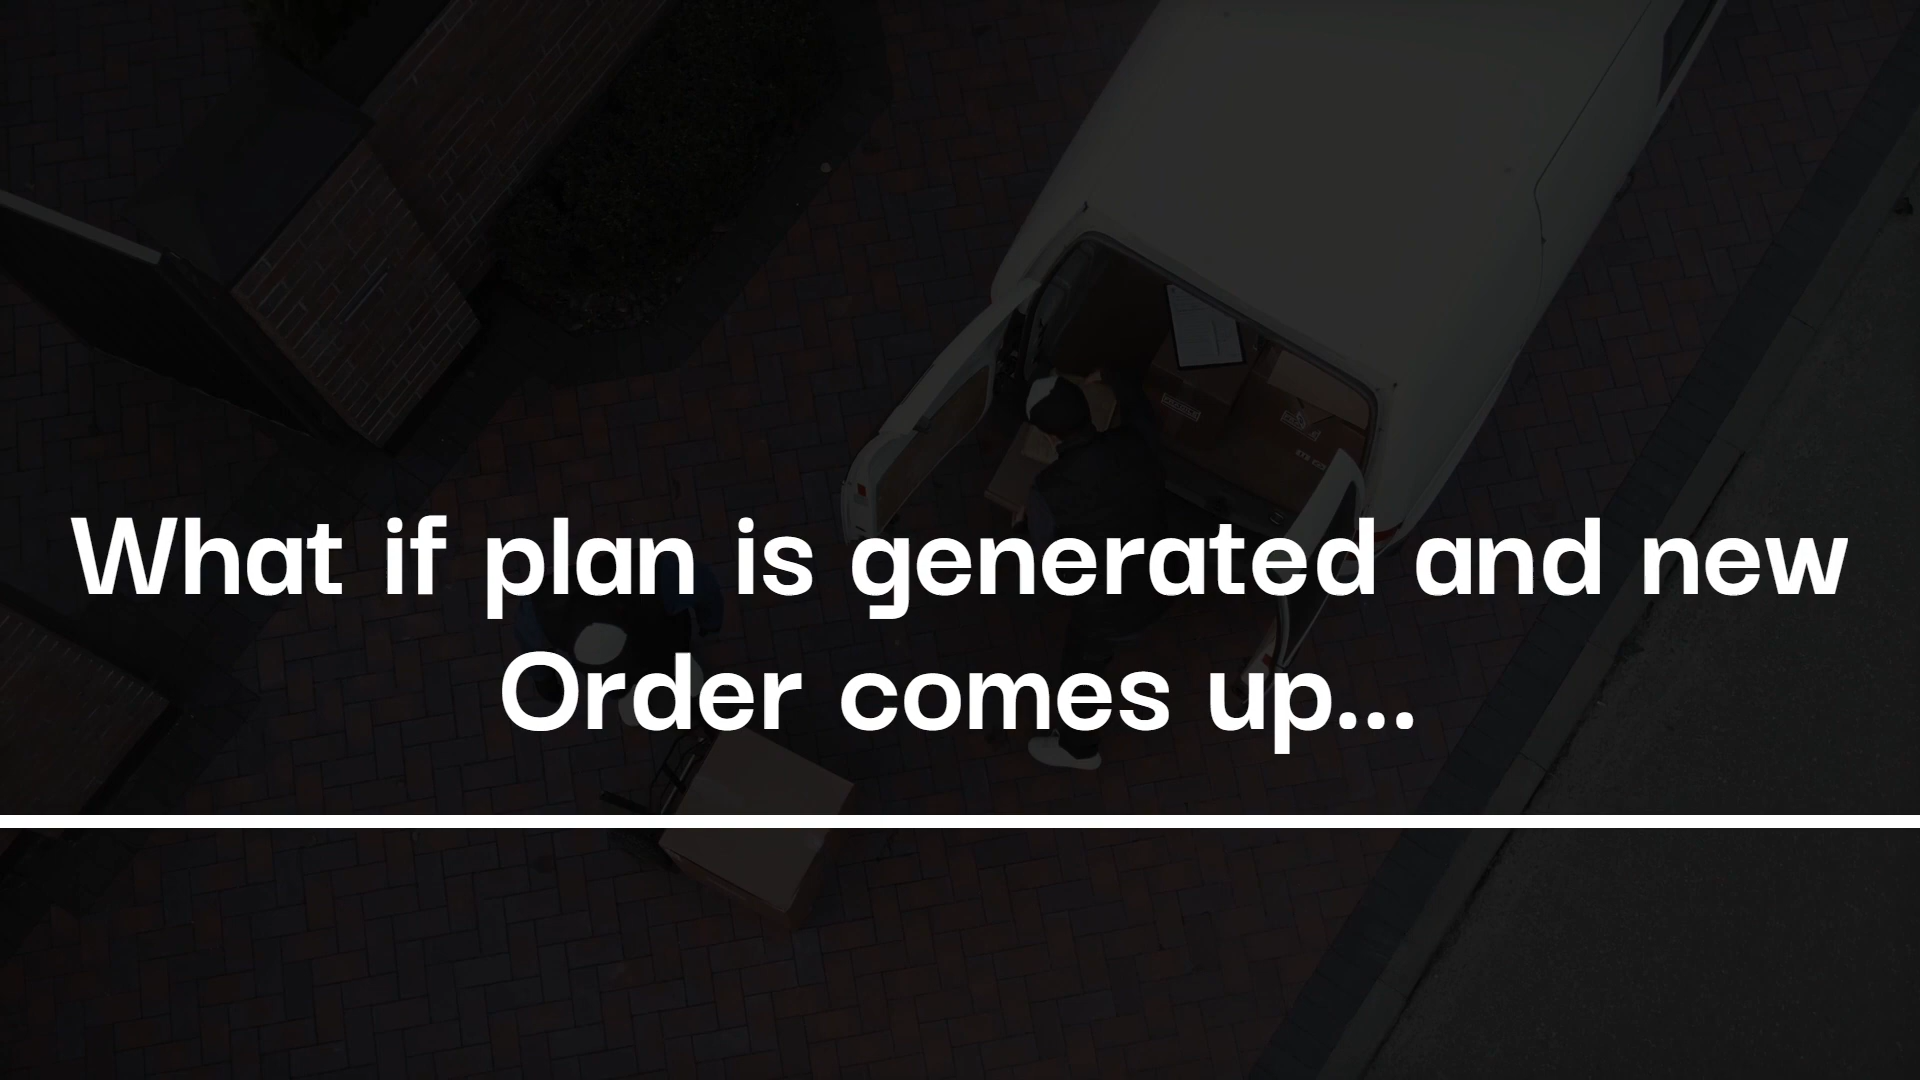 What if plan is generated and new
Order comes up...